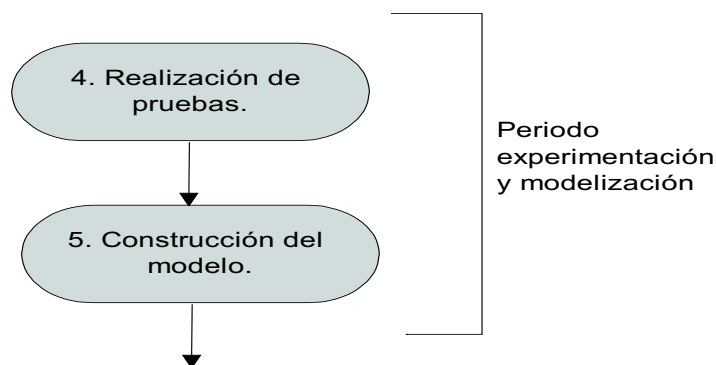 4. Realización de
pruebas.
5. Construcción del
modelo.
Periodo
experimentación
y modelización